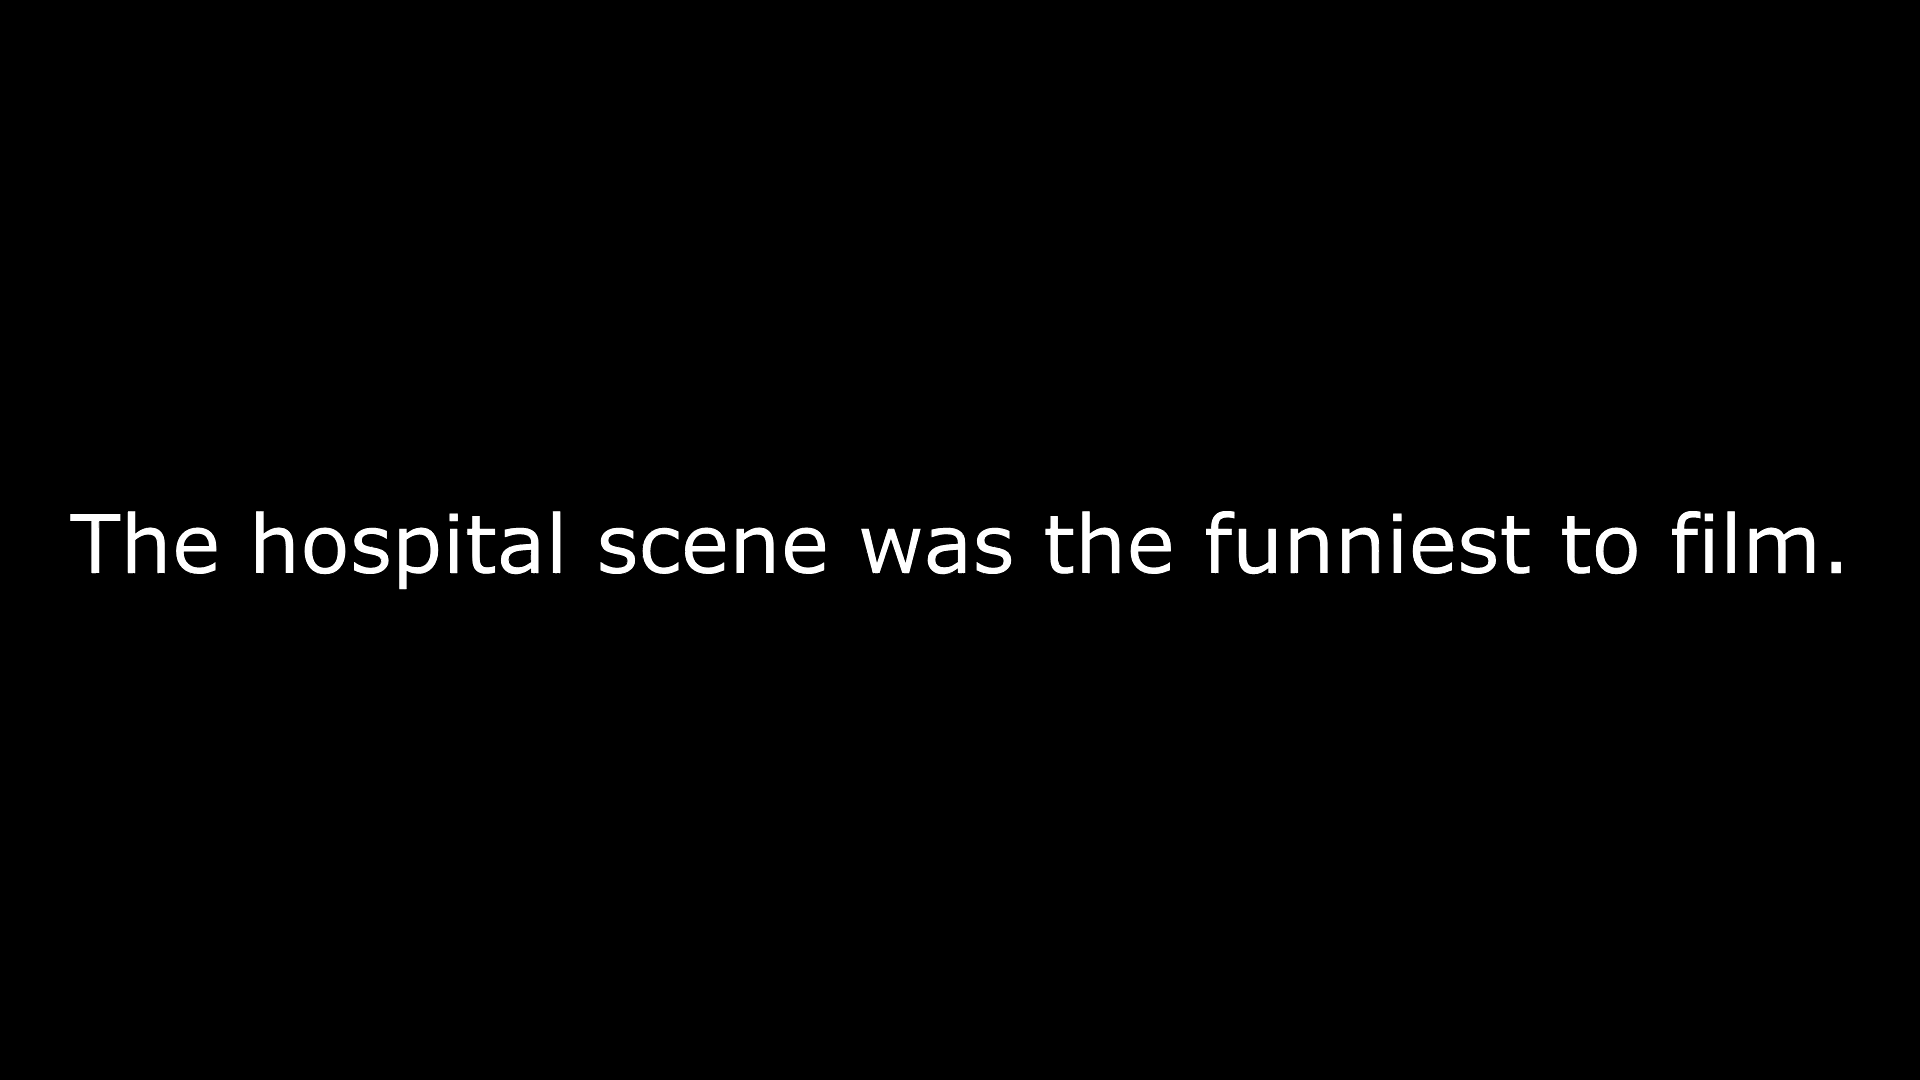 The hospital scene was the funniest to film.